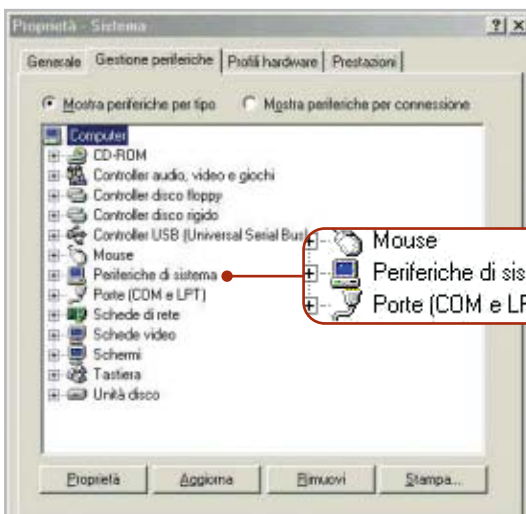 Proprietà - Sistema
Generale Gestione periferiche Profili hardware Prestazioni
Mostra periferiche per tipo Mostra periferiche per connessione
Computer
CD-ROM
Controller audio, video e giochi
Controller disco floppy
Controller disco rigido
Controller USB (Universal Serial Bus)
Mouse
Periferiche di sistema
Porte (COM e LPT)
Schede di rete
Schede video
Schermi
Tastiera
Unità disco
Mouse
Periferiche di sis
Porte (COM e LP
Proprietà Aggiorna Rimuovi Stampa...